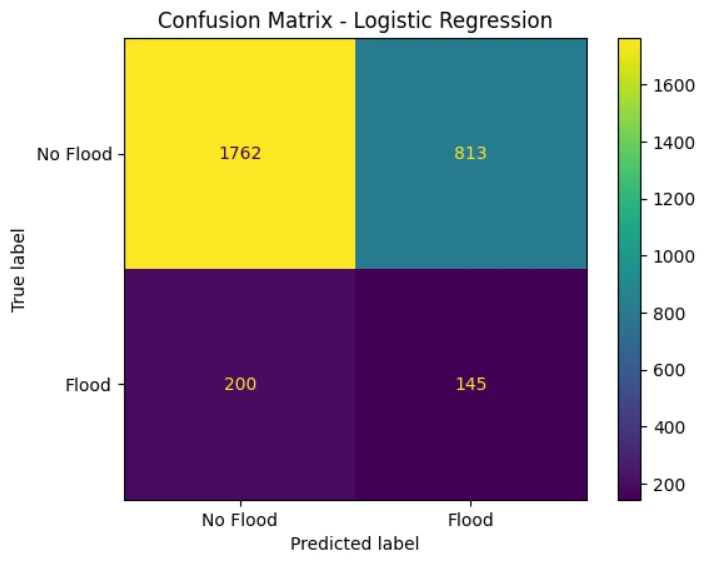 Confusion Matrix - Logistic Regression
True label
No Flood
1762
813
Flood
200
145
No Flood
Flood
Predicted label
1600
1400
1200
1000
800
600
400
200